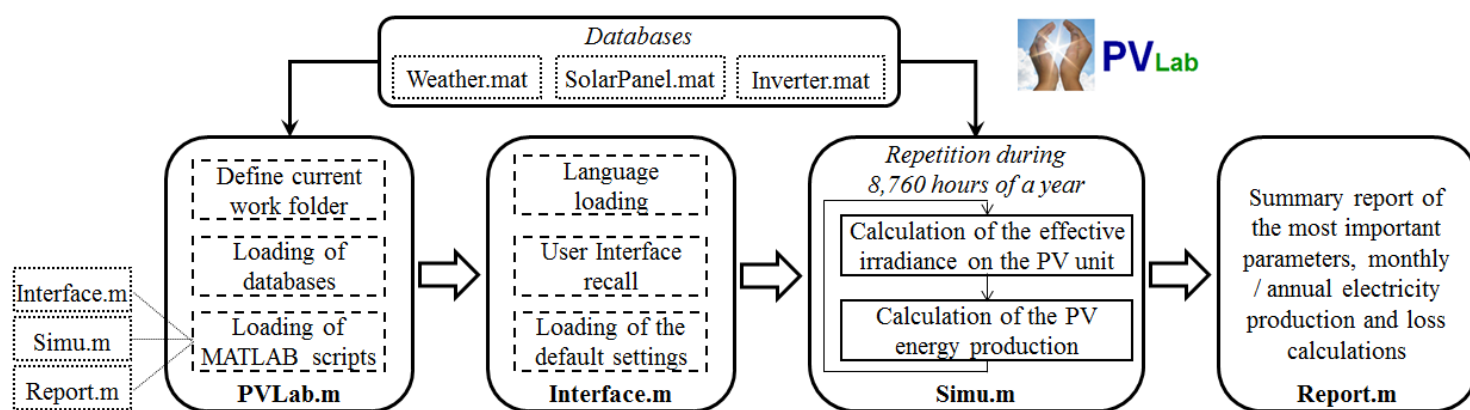 Databases
Weather.mat
SolarPanel.mat
Inverter.mat
PVLab
Interface.m
Simu.m
Report.m
Define current
work folder
Loading of
databases
Loading of
MATLAB scripts
PVLab.m
Language
loading
User Interface
recall
Loading of the
default settings
Interface.m
Repetition during
8,760 hours of a year
Calculation of the effective
irradiance on the PV unit
Calculation of the PV
energy production
Simu.m
Summary report of
the most important
parameters, monthly
/ annual electricity
production and loss
calculations
Report.m